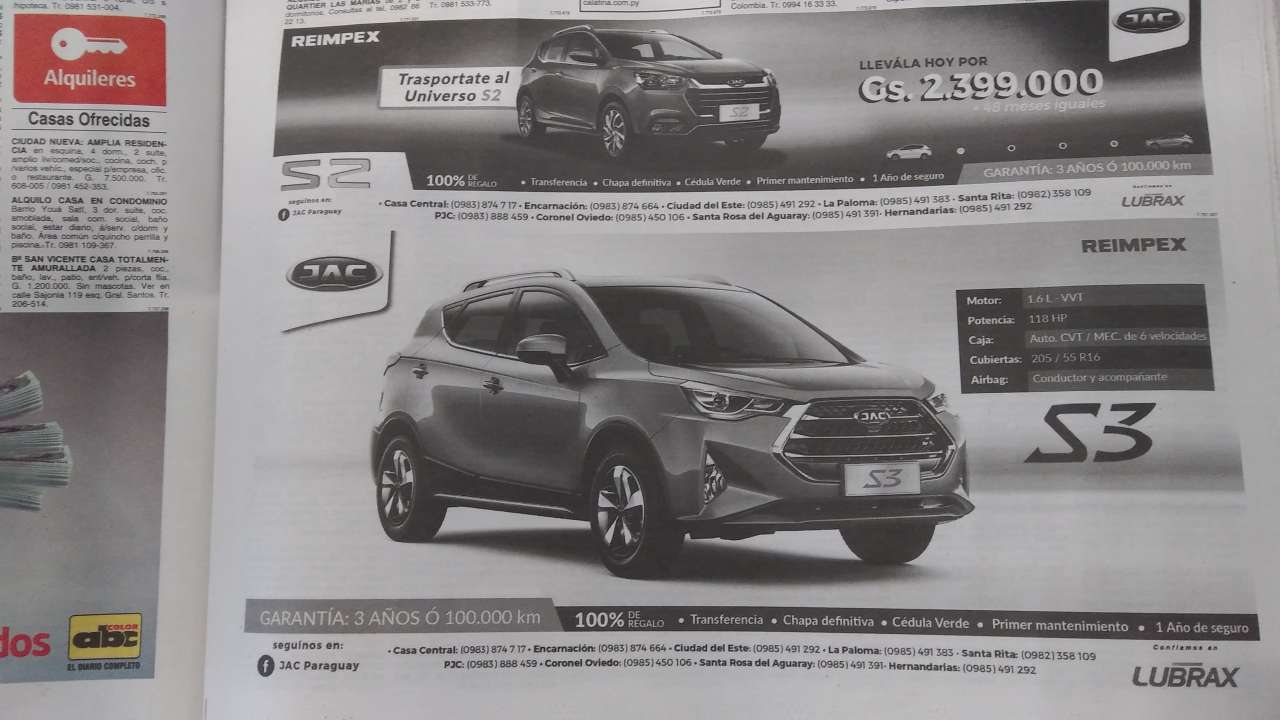 hipoteca. Tr. 0981 531-004.
Alquileres
Casas Ofrecidas
CIUDAD NUEVA: AMPLIA RESIDEN-
CIA en esquina, 4 dorm., 2 suite,
amplio liv/comed/soc., cocina, coch. p
/varios vehíc., especial p/empresa, ofic.
o restaurante. G. 7.500.000. Tr.
608-005 / 0981 452-353.
ALQUILO CASA EN CONDOMINIO
Barrio Youá Satí, 3 dor. suite, coc.
amoblada, sala com. social, baño
social, estar diario, á/serv. c/dorm y
baño. Área común c/quincho parrilla y
piscina. Tr. 0981 109-367.
Bº SAN VICENTE CASA TOTALMEN-
TE AMURALLADA 2 piezas, coc.,
baño, lav., patio, ent/veh. p/corta flia.
G. 1.200.000. Sin mascotas. Ver en
calle Sajonia 119 esq. Gral. Santos. Tr.
206-514.
dos
abc
COLOR
EL DIARIO COMPLETO
QUARTIER LAS MARÍAS
dormitorios. Consultas al tel. 0982 66
22 13.
Tr. 0981 533-773.
calatina.com.py
Colombia. Tr. 0994 16 33 33.
REIMPEX
Trasportate al
Universo S2
LLEVÁLA HOY POR
Gs. 2.399.000
+ 48 meses iguales
JAC
S2
S2
100% DE REGALO • Transferencia • Chapa definitiva • Cédula Verde • Primer mantenimiento • 1 Año de seguro
GARANTÍA: 3 AÑOS Ó 100.000 km
seguinos en:
JAC Paraguay
• Casa Central: (0983) 874 7 17 • Encarnación: (0983) 874 664 • Ciudad del Este: (0985) 491 292 • La Paloma: (0985) 491 383 • Santa Rita: (0982) 358 109
PJC: (0983) 888 459 • Coronel Oviedo: (0985) 450 106 • Santa Rosa del Aguaray: (0985) 491 391- Hernandarias: (0985) 491 292
Confiamos en
LUBRAX
JAC
REIMPEX
Motor: 1.6 L - VVT
Potencia: 118 HP
Caja: Auto. CVT / MEC. de 6 velocidades
Cubiertas: 205 / 55 R16
Airbag: Conductor y acompañante
S3
JAC
S3
GARANTÍA: 3 AÑOS Ó 100.000 km
100% DE REGALO • Transferencia • Chapa definitiva • Cédula Verde • Primer mantenimiento • 1 Año de seguro
seguínos en:
JAC Paraguay
• Casa Central: (0983) 874 7 17 • Encarnación: (0983) 874 664 • Ciudad del Este: (0985) 491 292 • La Paloma: (0985) 491 383 • Santa Rita: (0982) 358 109
PJC: (0983) 888 459 • Coronel Oviedo: (0985) 450 106 • Santa Rosa del Aguaray: (0985) 491 391- Hernandarias: (0985) 491 292
Confiamos en
LUBRAX